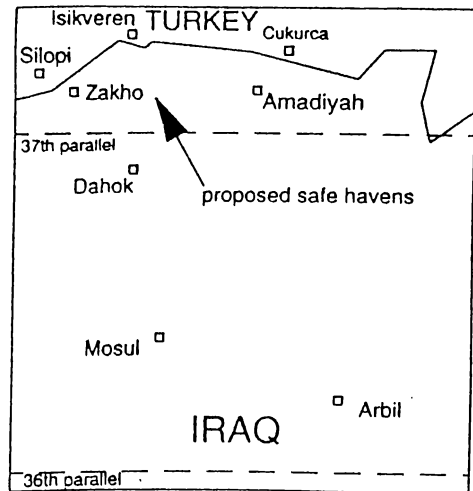 Isikveren
TURKEY
Cukurca
Silopi
Zakho
Amadiyah
37th parallel
Dahok
proposed safe havens
Mosul
Arbil
IRAQ
36th parallel